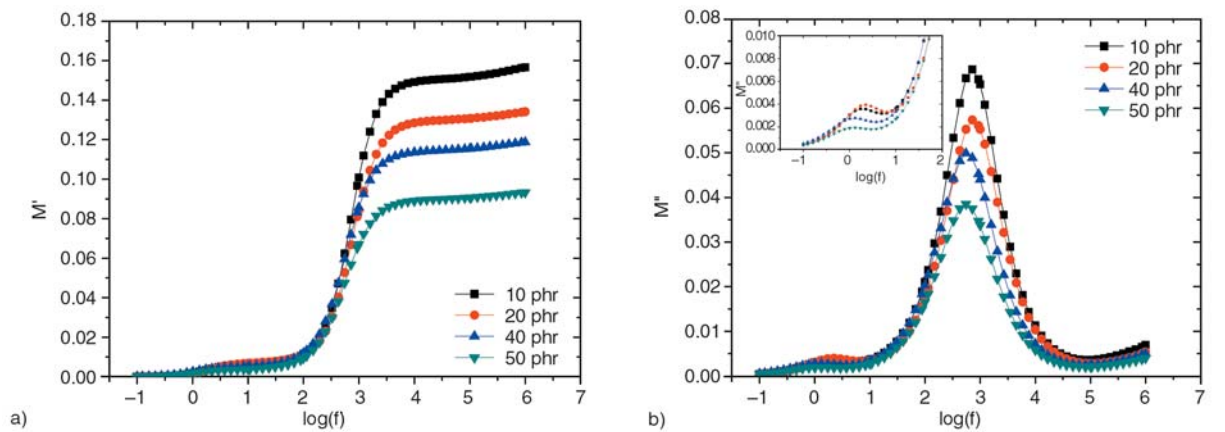 0.18
0.16
0.14
0.12
0.10
0.08
0.06
0.04
0.02
0.00
M'
−1 0 1 2 3 4 5 6 7
log(f)
10 phr
20 phr
40 phr
50 phr
a)
0.08
0.07
0.06
0.05
0.04
0.03
0.02
0.01
0.00
M"
−1 0 1 2 3 4 5 6 7
log(f)
10 phr
20 phr
40 phr
50 phr
0.010
0.008
0.006
0.004
0.002
0.000
M"
−1 0 1 2
log(f)
b)